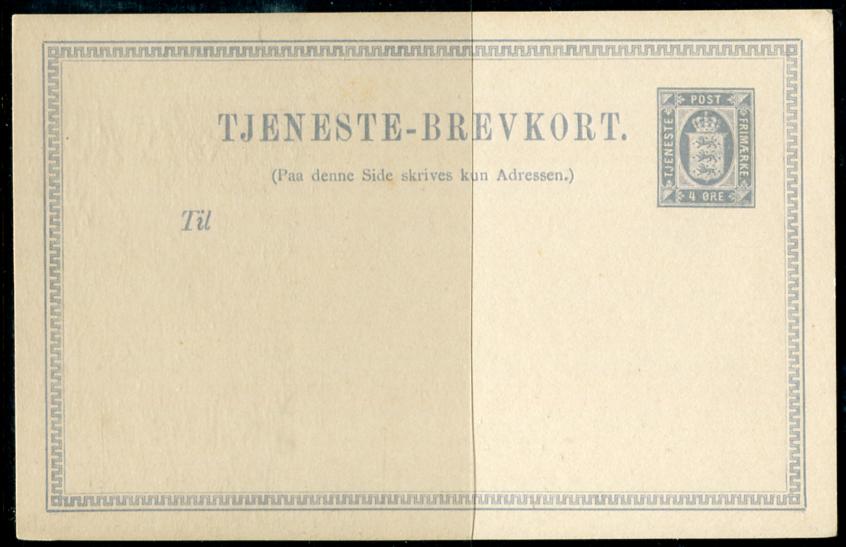 TJENESTE-BREVKORT.
(Paa denne Side skrives kun Adressen.)
Til
POST
TJENESTE
FRIMÆRKE
4 ØRE